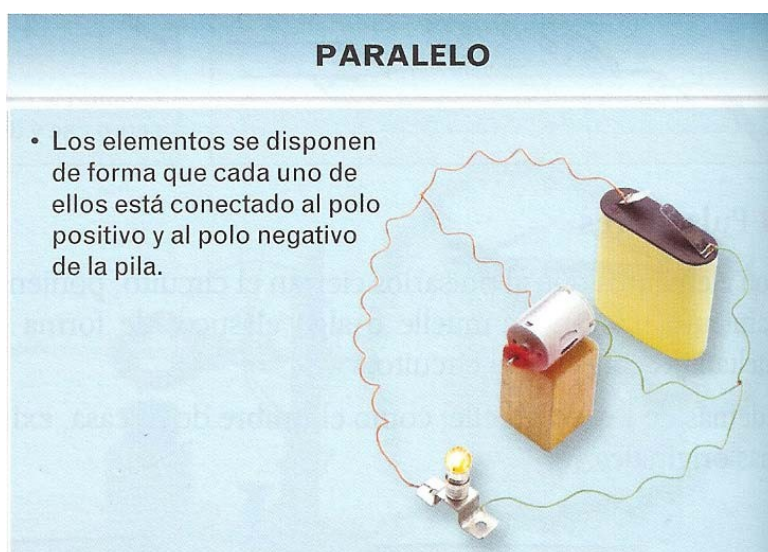 PARALELO
• Los elementos se disponen
de forma que cada uno de
ellos está conectado al polo
positivo y al polo negativo
de la pila.